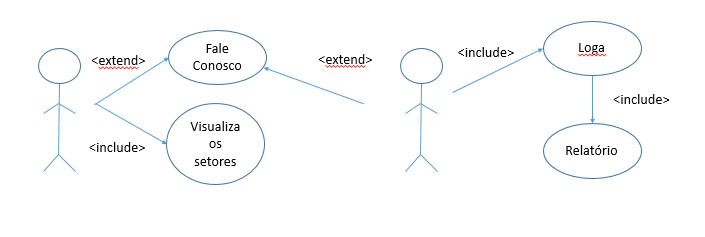 <extend>
Fale
Conosco
<include>
Visualiza
os
setores
<extend>
<include>
Loga
<include>
Relatório